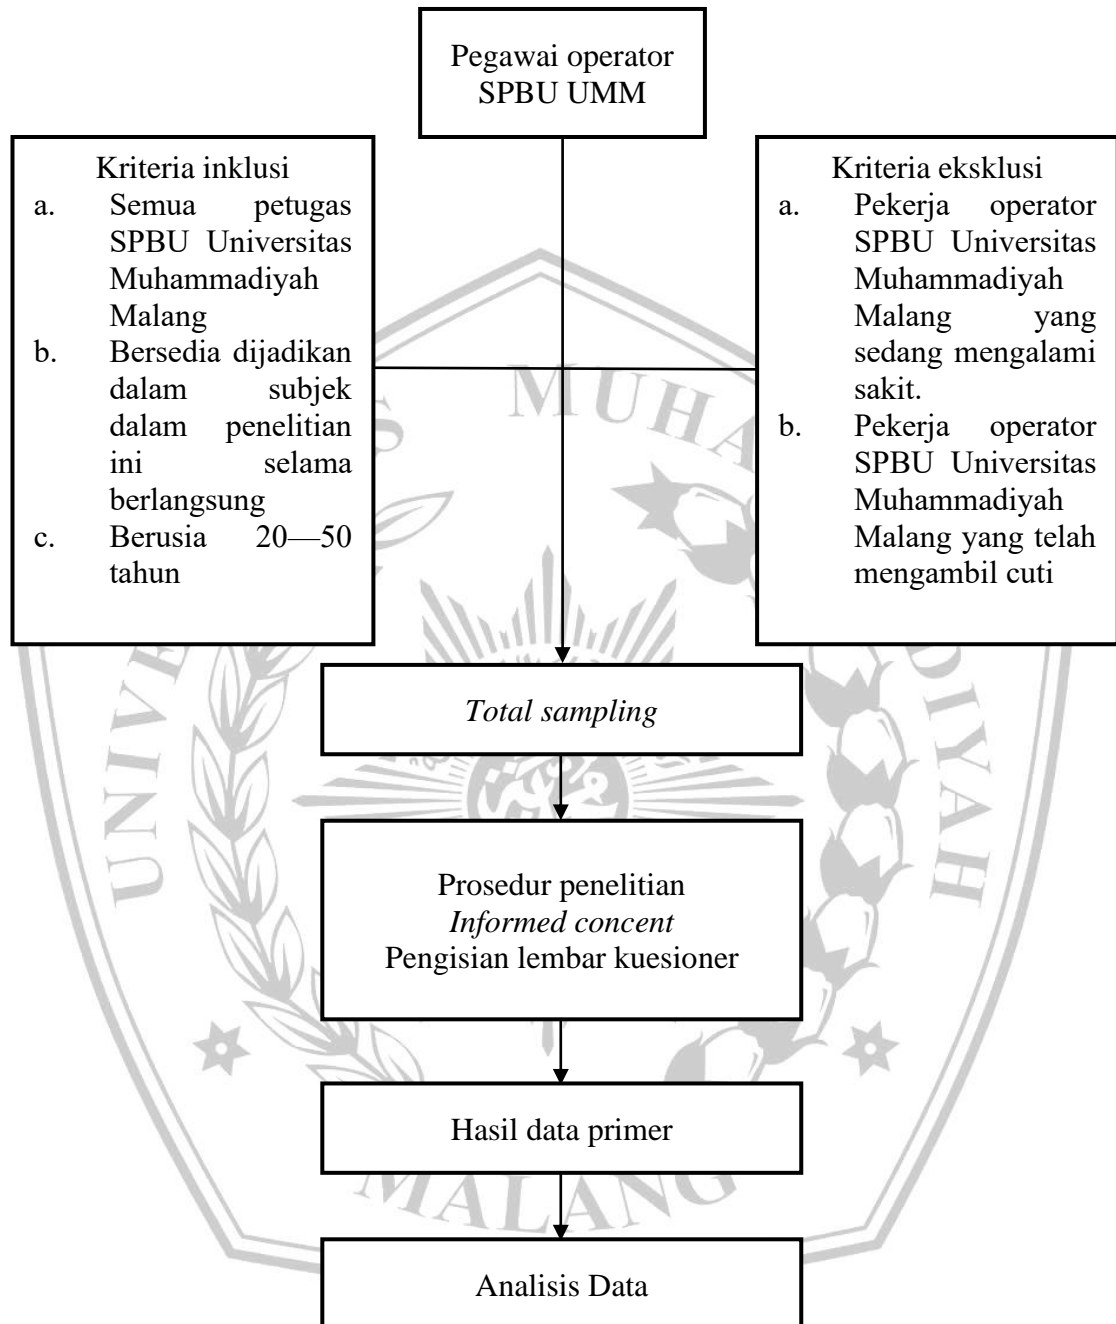 Pegawai operator
SPBU UMM
Kriteria inklusi
a. Semua petugas
SPBU Universitas
Muhammadiyah
Malang
b. Bersedia dijadikan
dalam subjek
dalam penelitian
ini selama
berlangsung
c. Berusia 20—50
tahun
Kriteria eksklusi
a. Pekerja operator
SPBU Universitas
Muhammadiyah
Malang yang
sedang mengalami
sakit.
b. Pekerja operator
SPBU Universitas
Muhammadiyah
Malang yang telah
mengambil cuti
Total sampling
Prosedur penelitian
Informed concent
Pengisian lembar kuesioner
Hasil data primer
Analisis Data
MALANG